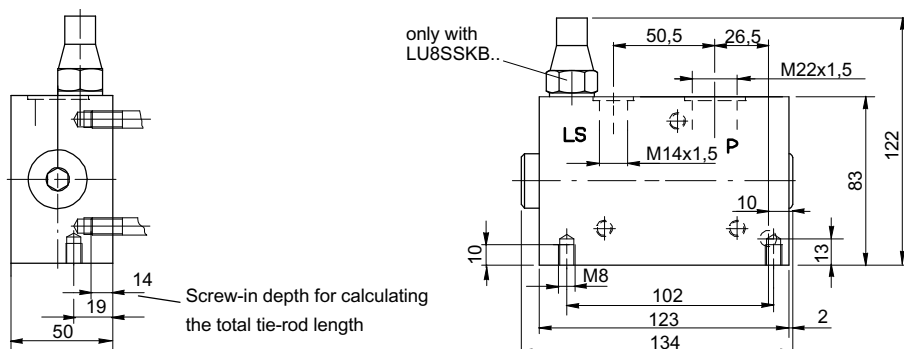 only with
LU8SSKB..
50,5
26,5
M22x1,5
LS
P
M14x1,5
122
83
10
10
13
M8
102
123
2
134
14
19
50
Screw-in depth for calculating
the total tie-rod length